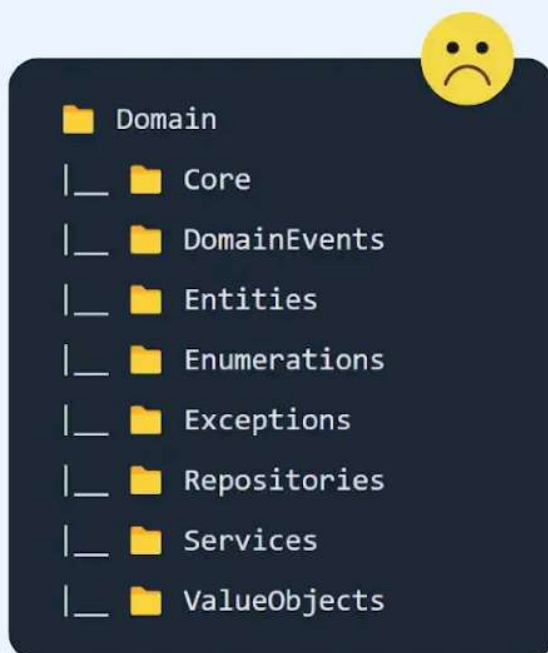 Domain
|__ Core
|__ DomainEvents
|__ Entities
|__ Enumerations
|__ Exceptions
|__ Repositories
|__ Services
|__ ValueObjects